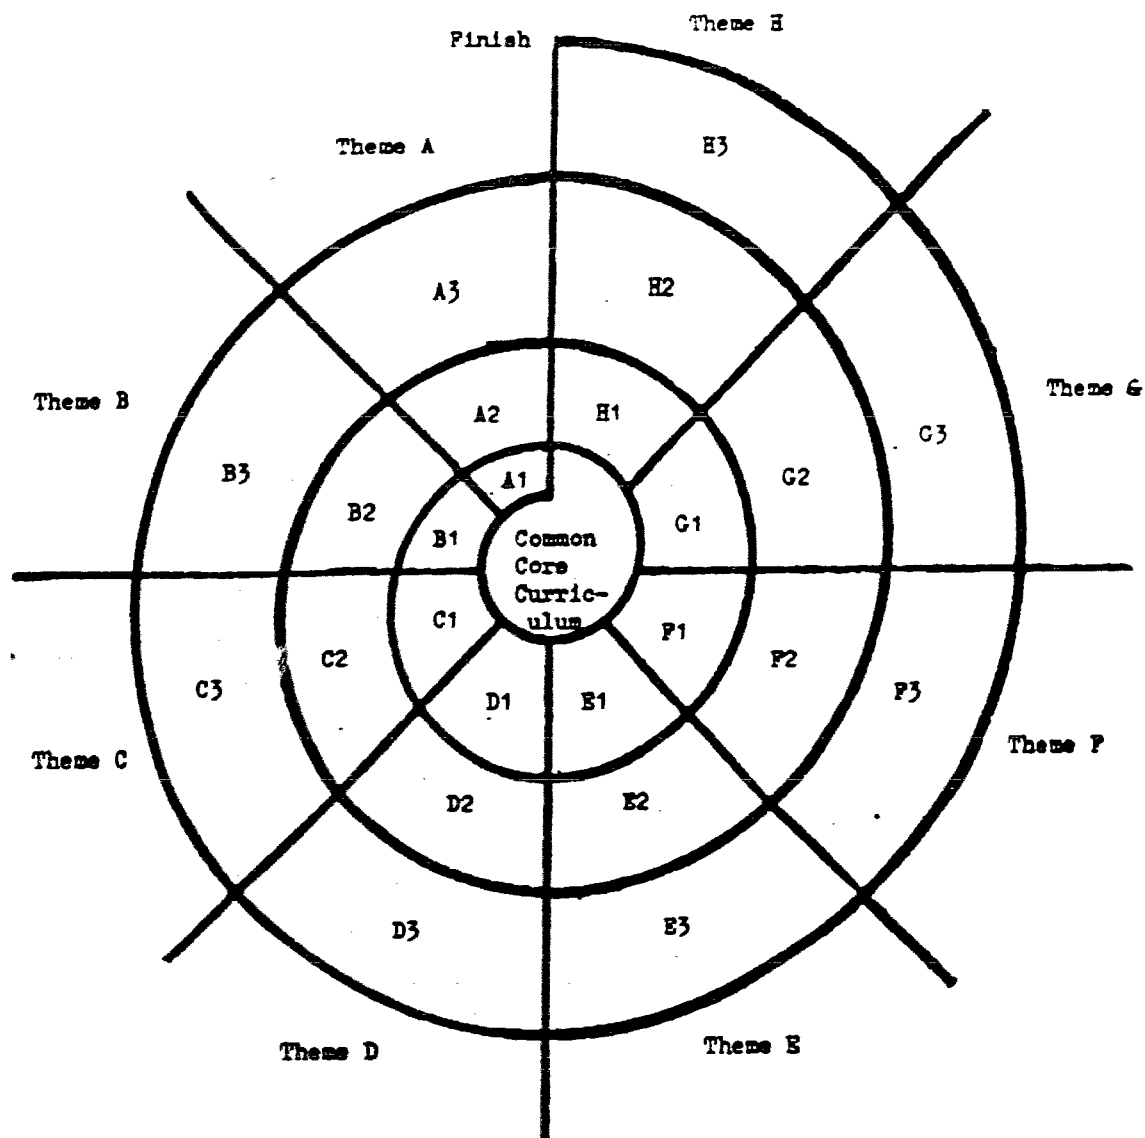 Theme H
Finish
Theme A
H3
A3
H2
Theme B
Theme G
A2
H1
G3
B3
A1
G2
B2
B1
G1
Common
Core
Curric-
ulum
C1
F1
C2
F2
C3
F3
D1
E1
Theme C
Theme F
D2
E2
D3
E3
Theme D
Theme E